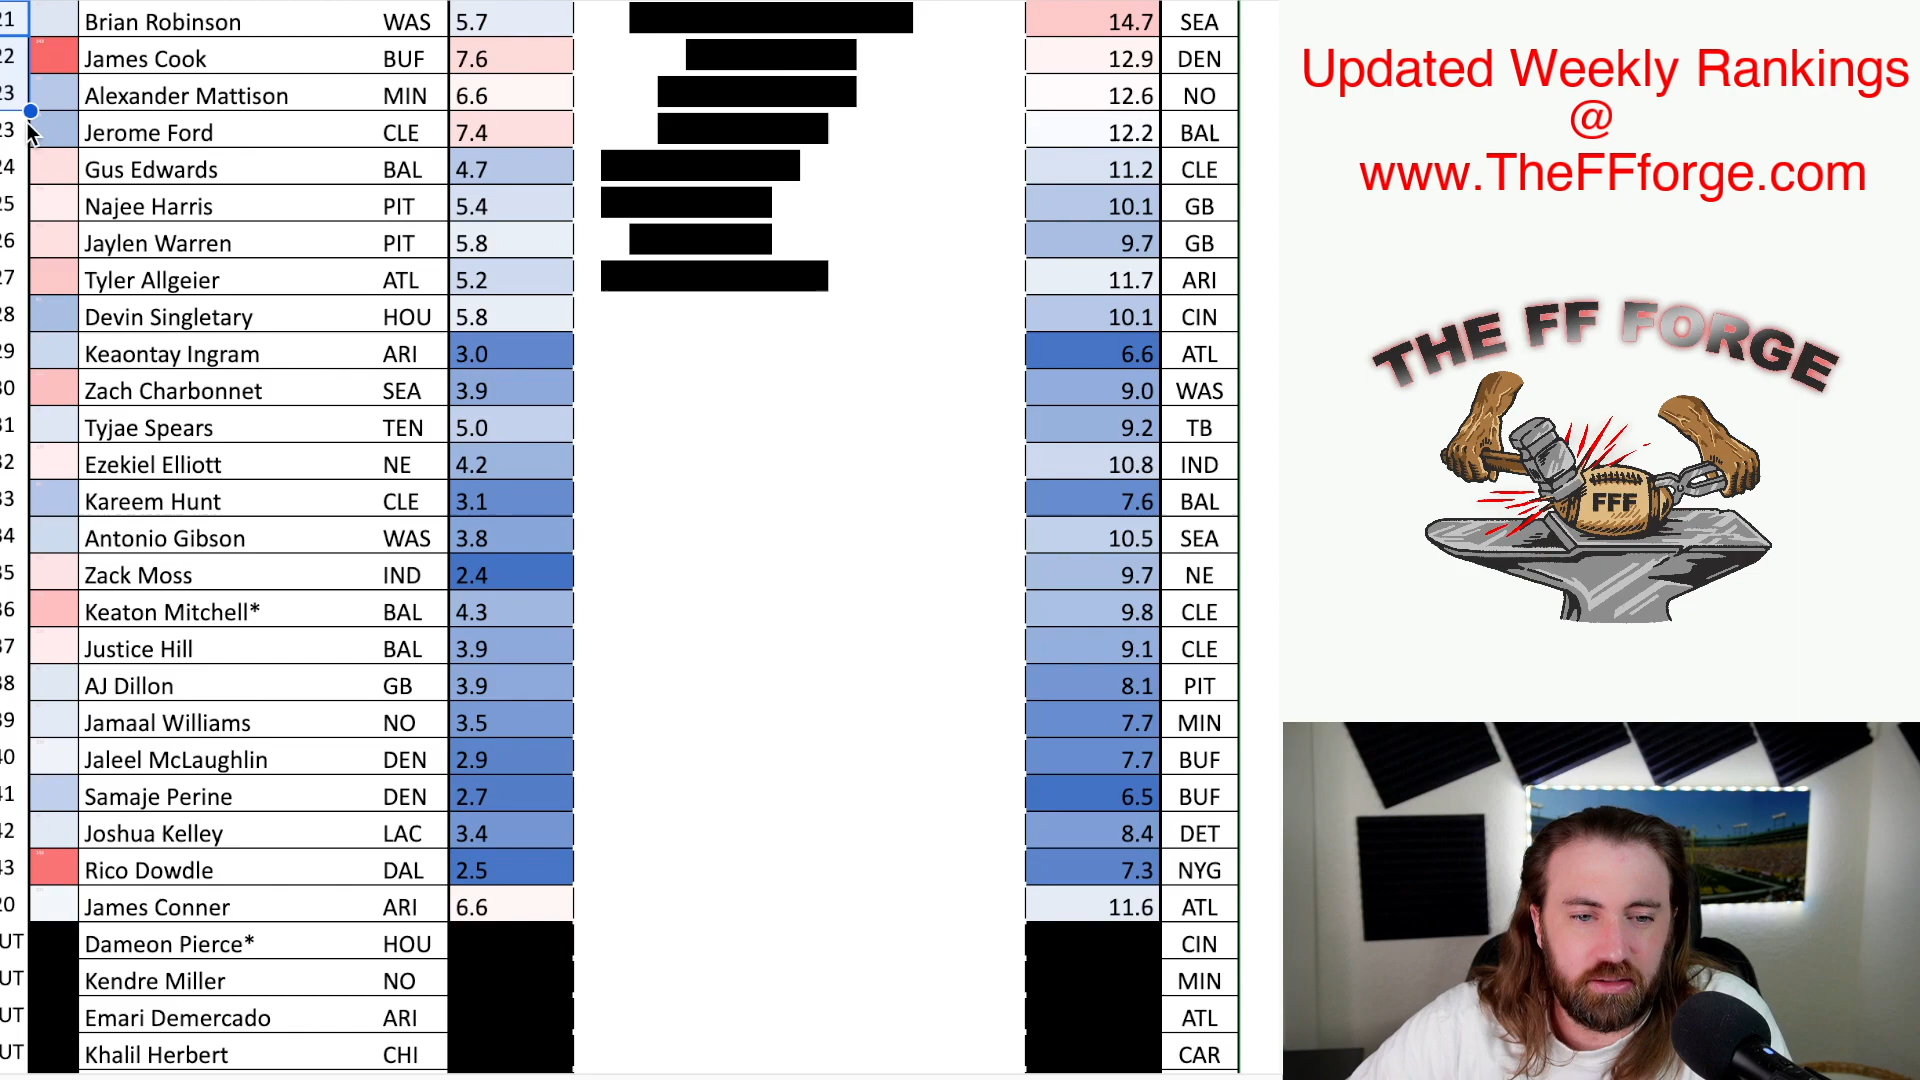 21 Brian Robinson WAS 5.7 14.7 SEA
22 James Cook BUF 7.6 12.9 DEN
23 Alexander Mattison MIN 6.6 12.6 NO
23 Jerome Ford CLE 7.4 12.2 BAL
24 Gus Edwards BAL 4.7 11.2 CLE
25 Najee Harris PIT 5.4 10.1 GB
26 Jaylen Warren PIT 5.8 9.7 GB
27 Tyler Allgeier ATL 5.2 11.7 ARI
28 Devin Singletary HOU 5.8 10.1 CIN
29 Keaontay Ingram ARI 3.0 6.6 ATL
30 Zach Charbonnet SEA 3.9 9.0 WAS
31 Tyjae Spears TEN 5.0 9.2 TB
32 Ezekiel Elliott NE 4.2 10.8 IND
33 Kareem Hunt CLE 3.1 7.6 BAL
34 Antonio Gibson WAS 3.8 10.5 SEA
35 Zack Moss IND 2.4 9.7 NE
36 Keaton Mitchell* BAL 4.3 9.8 CLE
37 Justice Hill BAL 3.9 9.1 CLE
38 AJ Dillon GB 3.9 8.1 PIT
39 Jamaal Williams NO 3.5 7.7 MIN
40 Jaleel McLaughlin DEN 2.9 7.7 BUF
41 Samaje Perine DEN 2.7 6.5 BUF
42 Joshua Kelley LAC 3.4 8.4 DET
43 Rico Dowdle DAL 2.5 7.3 NYG
20 James Conner ARI 6.6 11.6 ATL
UT Dameon Pierce* HOU CIN
UT Kendre Miller NO MIN
UT Emari Demercado ARI ATL
UT Khalil Herbert CHI CAR
Updated Weekly Rankings
@
www.TheFFforge.com
THE FF FORGE
FFF